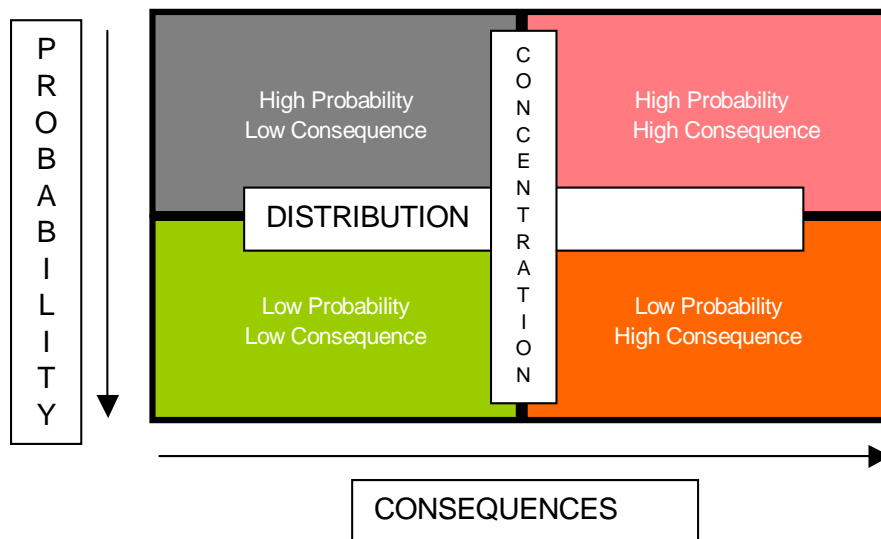 PROBABILITY
High Probability
Low Consequence
CONCENTRATION
High Probability
High Consequence
DISTRIBUTION
Low Probability
Low Consequence
Low Probability
High Consequence
CONSEQUENCES